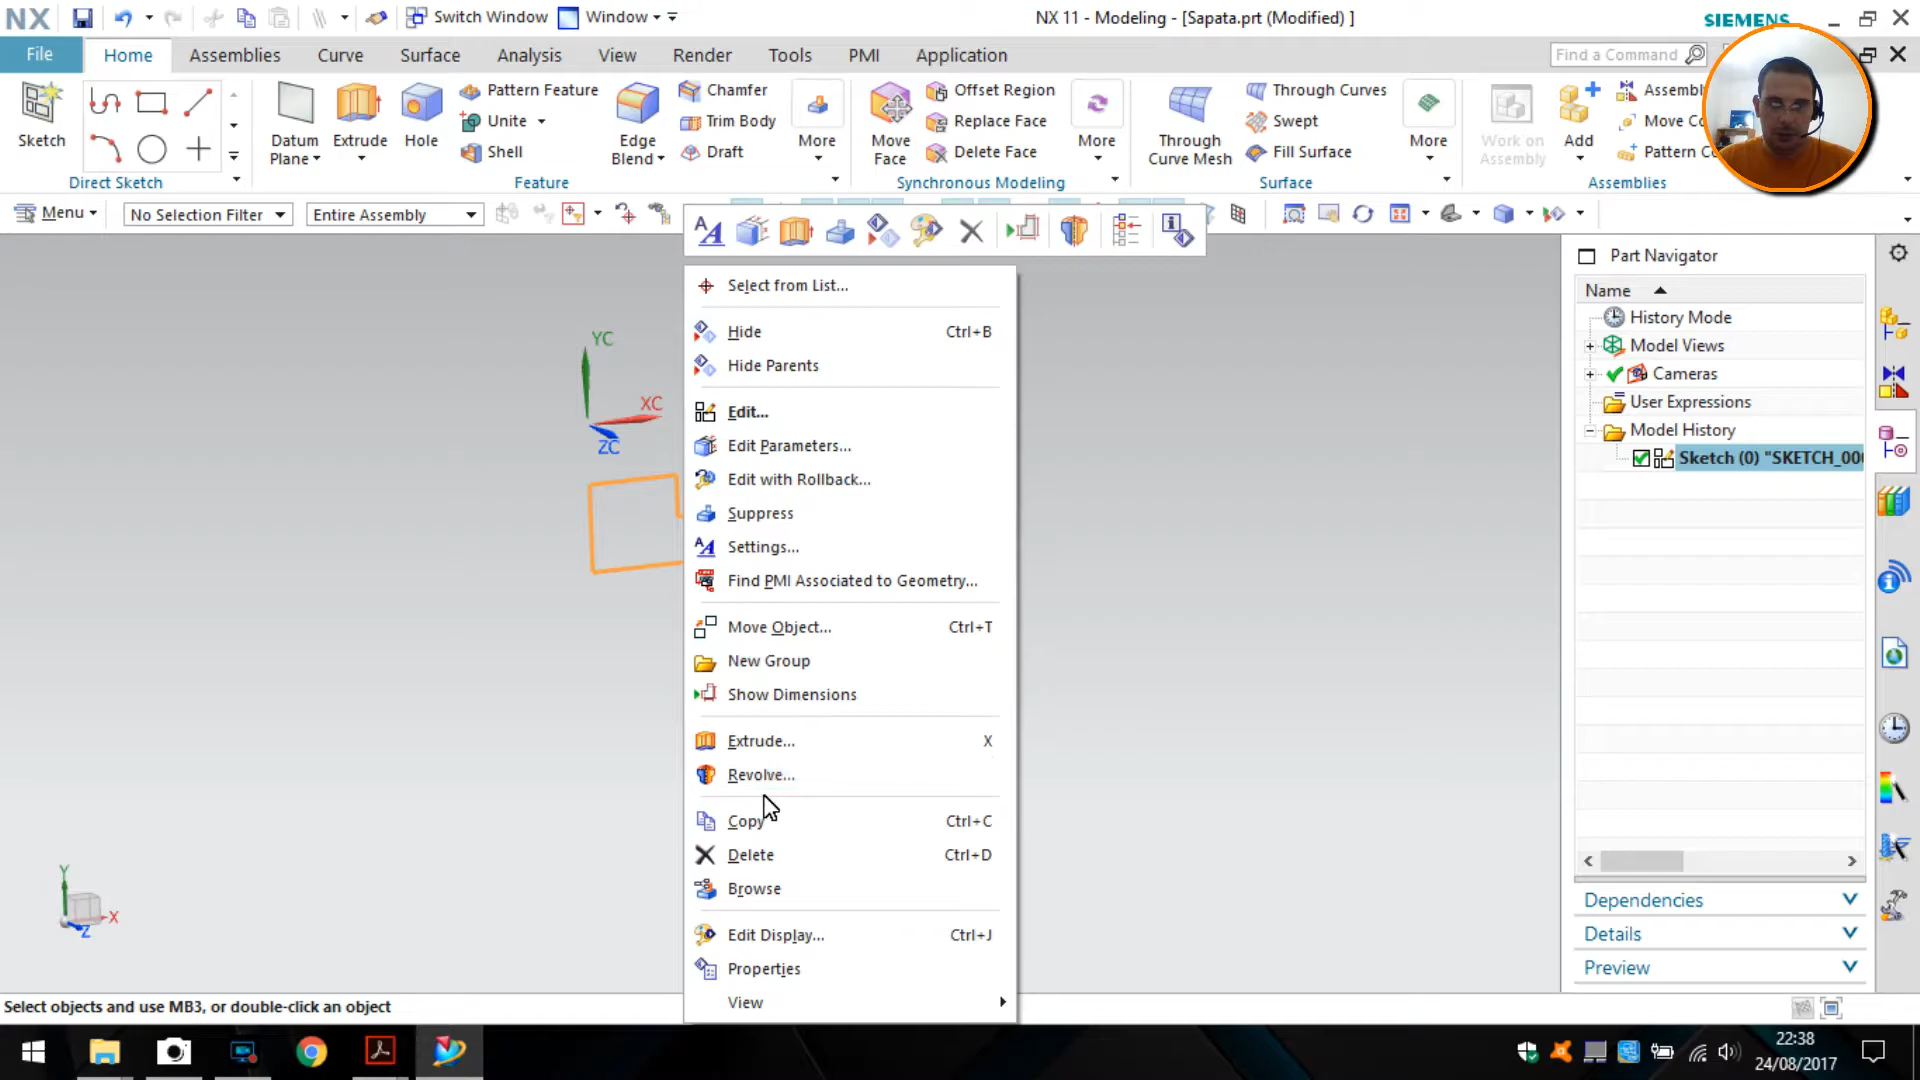 NX
Switch Window
Window
NX 11 - Modeling - [Sapata.prt (Modified) ]
SIEMENS
File
Home
Assemblies
Curve
Surface
Analysis
View
Render
Tools
PMI
Application
Find a Command
Sketch
Direct Sketch
Datum Plane
Extrude
Hole
Pattern Feature
Unite
Shell
Edge Blend
Chamfer
Trim Body
Draft
More
Feature
Move Face
Offset Region
Replace Face
Delete Face
More
Synchronous Modeling
Through Curve Mesh
Through Curves
Swept
Fill Surface
More
Surface
Work on Assembly
Add
Assemb
Move Co
Pattern C
Assemblies
Menu
No Selection Filter
Entire Assembly
Select from List...
Hide Ctrl+B
Hide Parents
Edit...
Edit Parameters...
Edit with Rollback...
Suppress
Settings...
Find PMI Associated to Geometry...
Move Object... Ctrl+T
New Group
Show Dimensions
Extrude... X
Revolve...
Copy Ctrl+C
Delete Ctrl+D
Browse
Edit Display... Ctrl+J
Properties
View
YC
XC
ZC
Y
X
Z
Part Navigator
Name
History Mode
Model Views
Cameras
User Expressions
Model History
Sketch (0) "SKETCH_00
Dependencies
Details
Preview
Select objects and use MB3, or double-click an object
22:38
24/08/2017